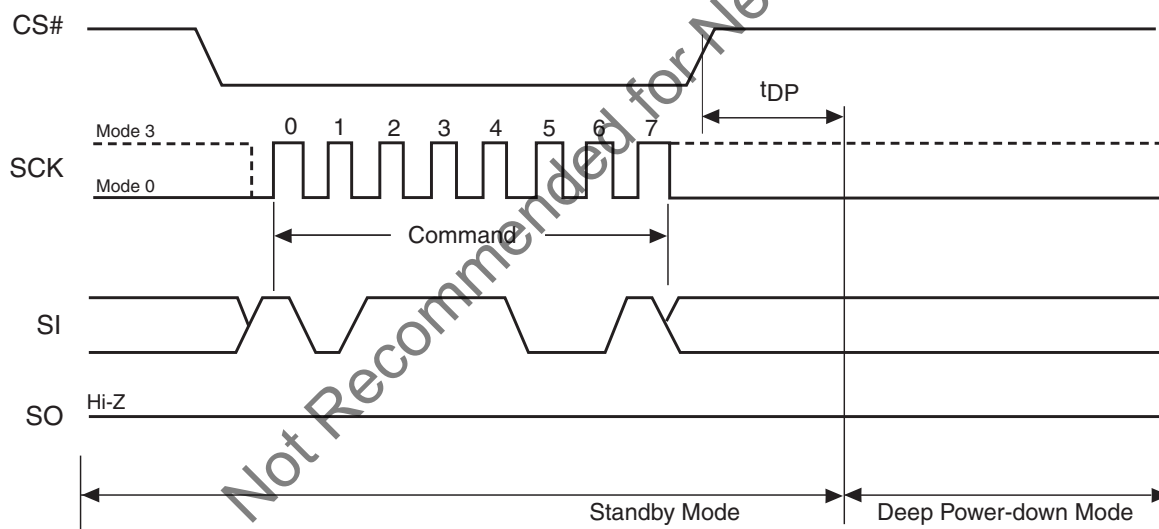 CS#
tDP
Mode 3
0 1 2 3 4 5 6 7
SCK
Mode 0
Command
SI
Hi-Z
SO
Standby Mode
Deep Power-down Mode
Not Recommended for Ne